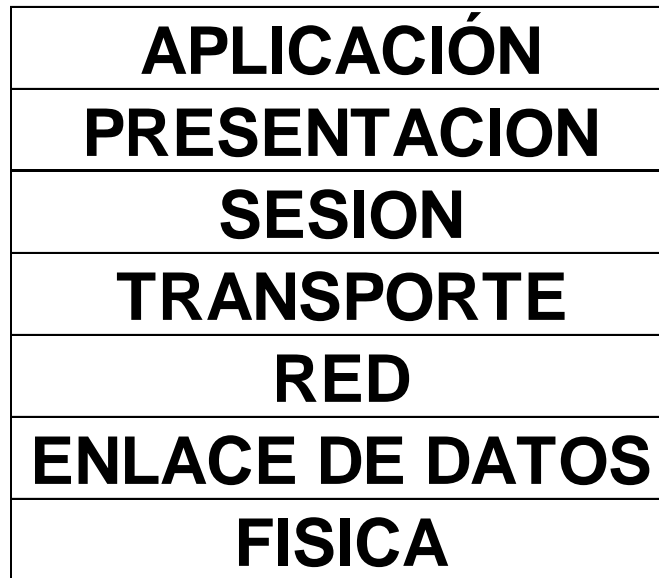 APLICACIÓN
PRESENTACION
SESION
TRANSPORTE
RED
ENLACE DE DATOS
FISICA